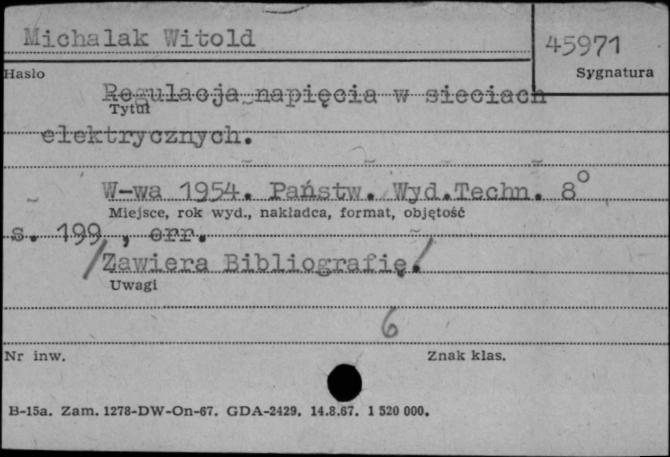 Michalak Witold
45971
Hasło
Sygnatura
Regulacja napięcia w sieciach
Tytuł
elektrycznych.
W-wa 1954. Państw. Wyd.Techn. 8°
Miejsce, rok wyd., nakładca, format, objętość
s. 199 , err.
/Zawiera Bibliografię./
Uwagi
6
Nr inw.
Znak klas.
B-15a. Zam. 1278-DW-On-67. GDA-2429. 14.8.67. 1 520 000.